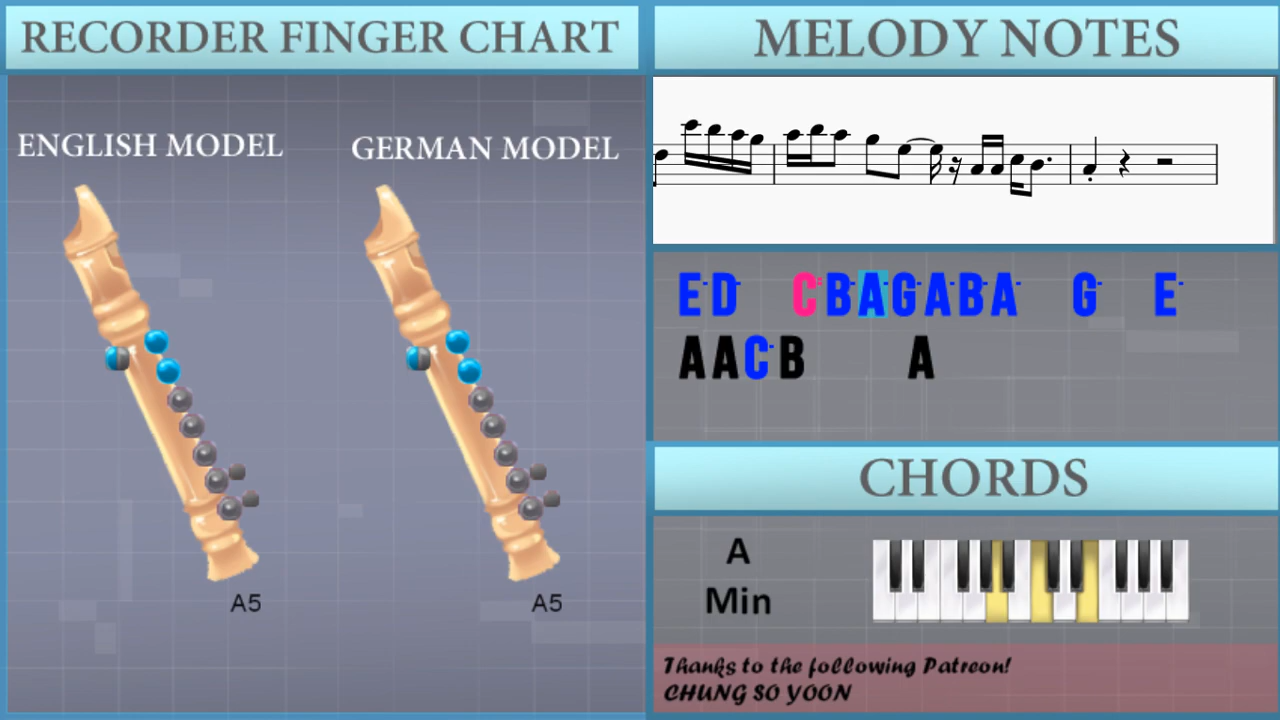 RECORDER FINGER CHART
ENGLISH MODEL
GERMAN MODEL
A5
A5
MELODY NOTES
E D C B A G A B A G E
A A C B A
CHORDS
A
Min
Thanks to the following Patreon!
CHUNG SO YOON